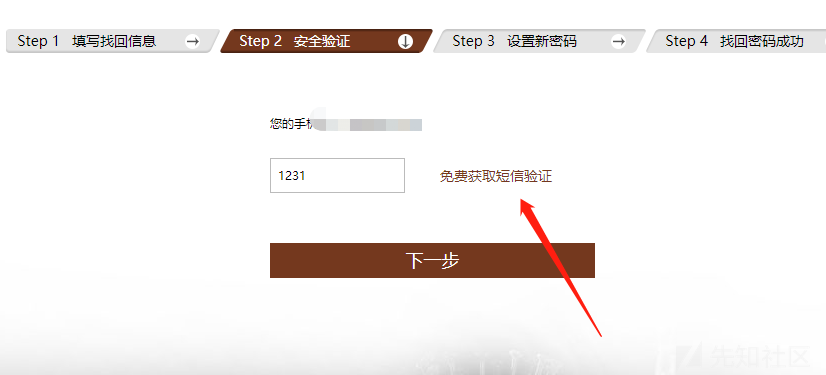 Step 1 填写找回信息
Step 2 安全验证
Step 3 设置新密码
Step 4 找回密码成功
您的手机
1231
免费获取短信验证
下一步
先知社区